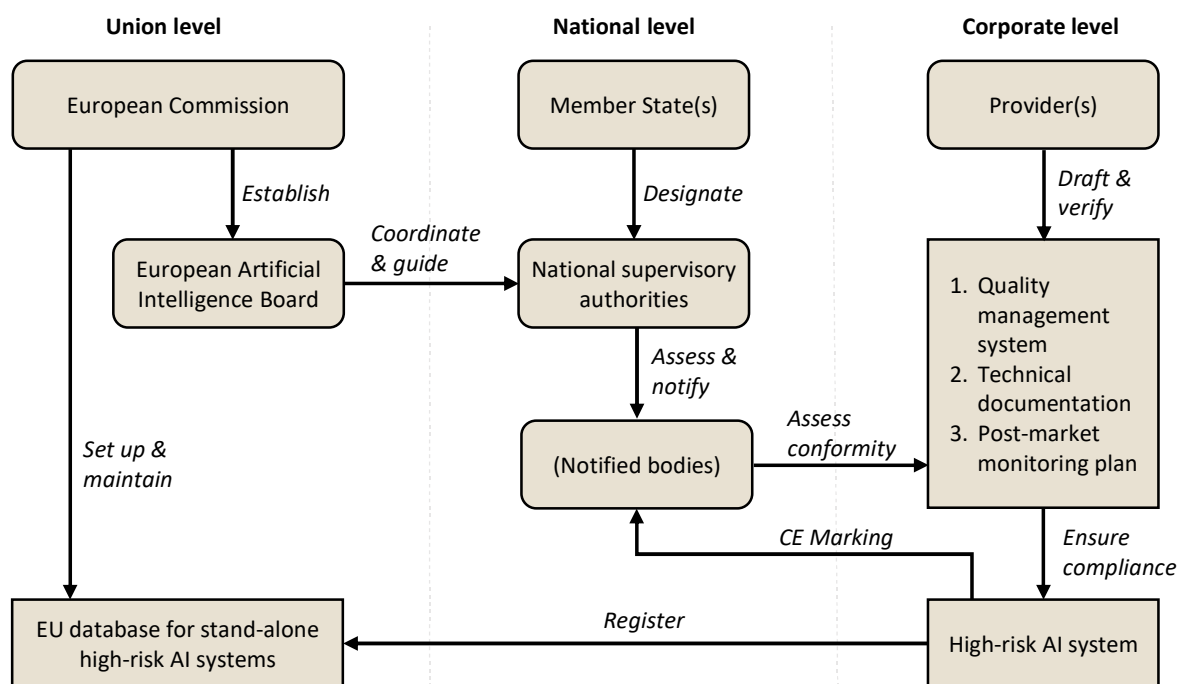 Union level
National level
Corporate level
European Commission
Member State(s)
Provider(s)
Establish
Designate
Draft &
verify
Coordinate
& guide
European Artificial
Intelligence Board
National supervisory
authorities
1. Quality
management
system
2. Technical
documentation
3. Post-market
monitoring plan
Assess &
notify
Set up &
maintain
(Notified bodies)
Assess
conformity
CE Marking
Ensure
compliance
EU database for stand-alone
high-risk AI systems
Register
High-risk AI system